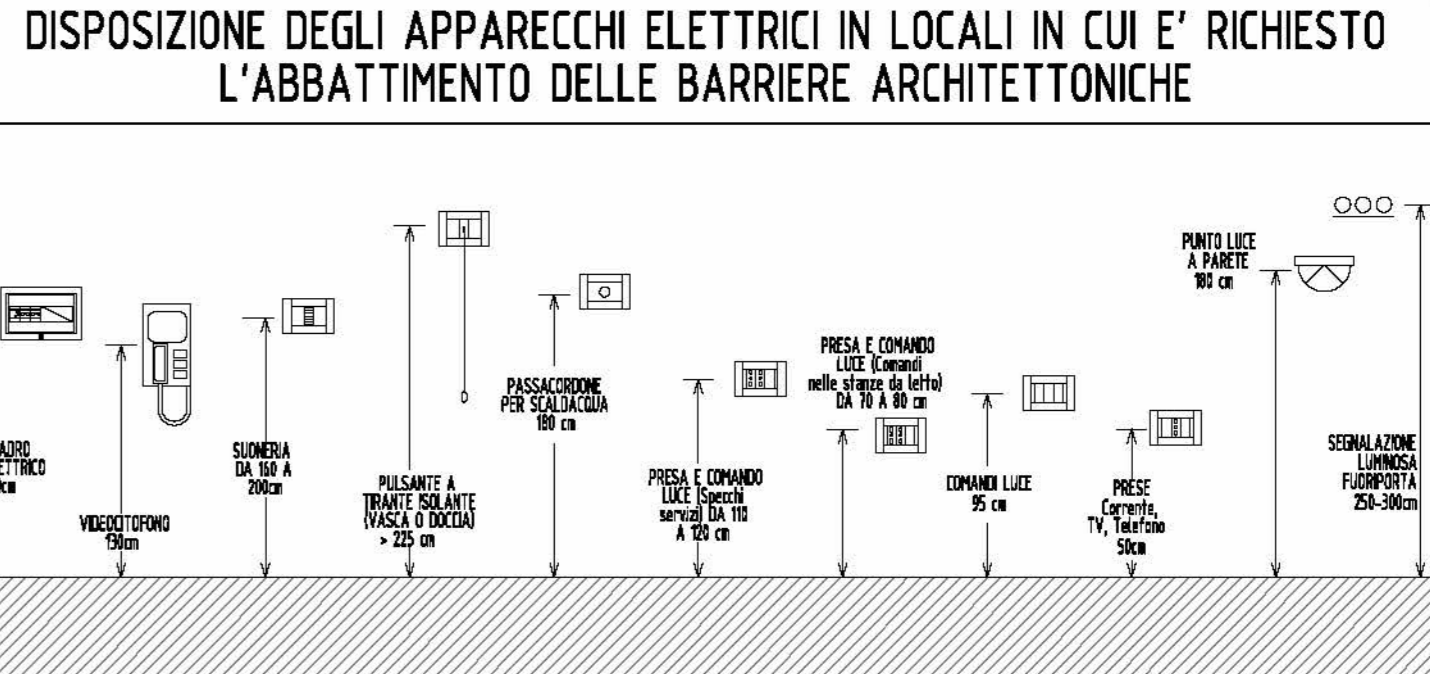 DISPOSIZIONE DEGLI APPARECCHI ELETTRICI IN LOCALI IN CUI E' RICHIESTO
L'ABBATTIMENTO DELLE BARRIERE ARCHITETTONICHE
VIDEOCITOFONO
130cm
SUONERIA
DA 160 A
200cm
PULSANTE A
TIRANTE ISOLANTE
(VASCA O DOCCIA)
> 225 cm
PASSACORDONE
PER SCALDACQUA
180 cm
PRESA E COMANDO
LUCE (Specchi
servizi) DA 110
A 120 cm
PRESA E COMANDO
LUCE (Comandi
nelle stanze da letto)
DA 70 A 80 cm
COMANDI LUCE
95 cm
PRESE
Corrente,
TV, Telefono
50cm
PUNTO LUCE
A PARETE
180 cm
SEGNALAZIONE
LUMINOSA
FUORIPORTA
250-300cm